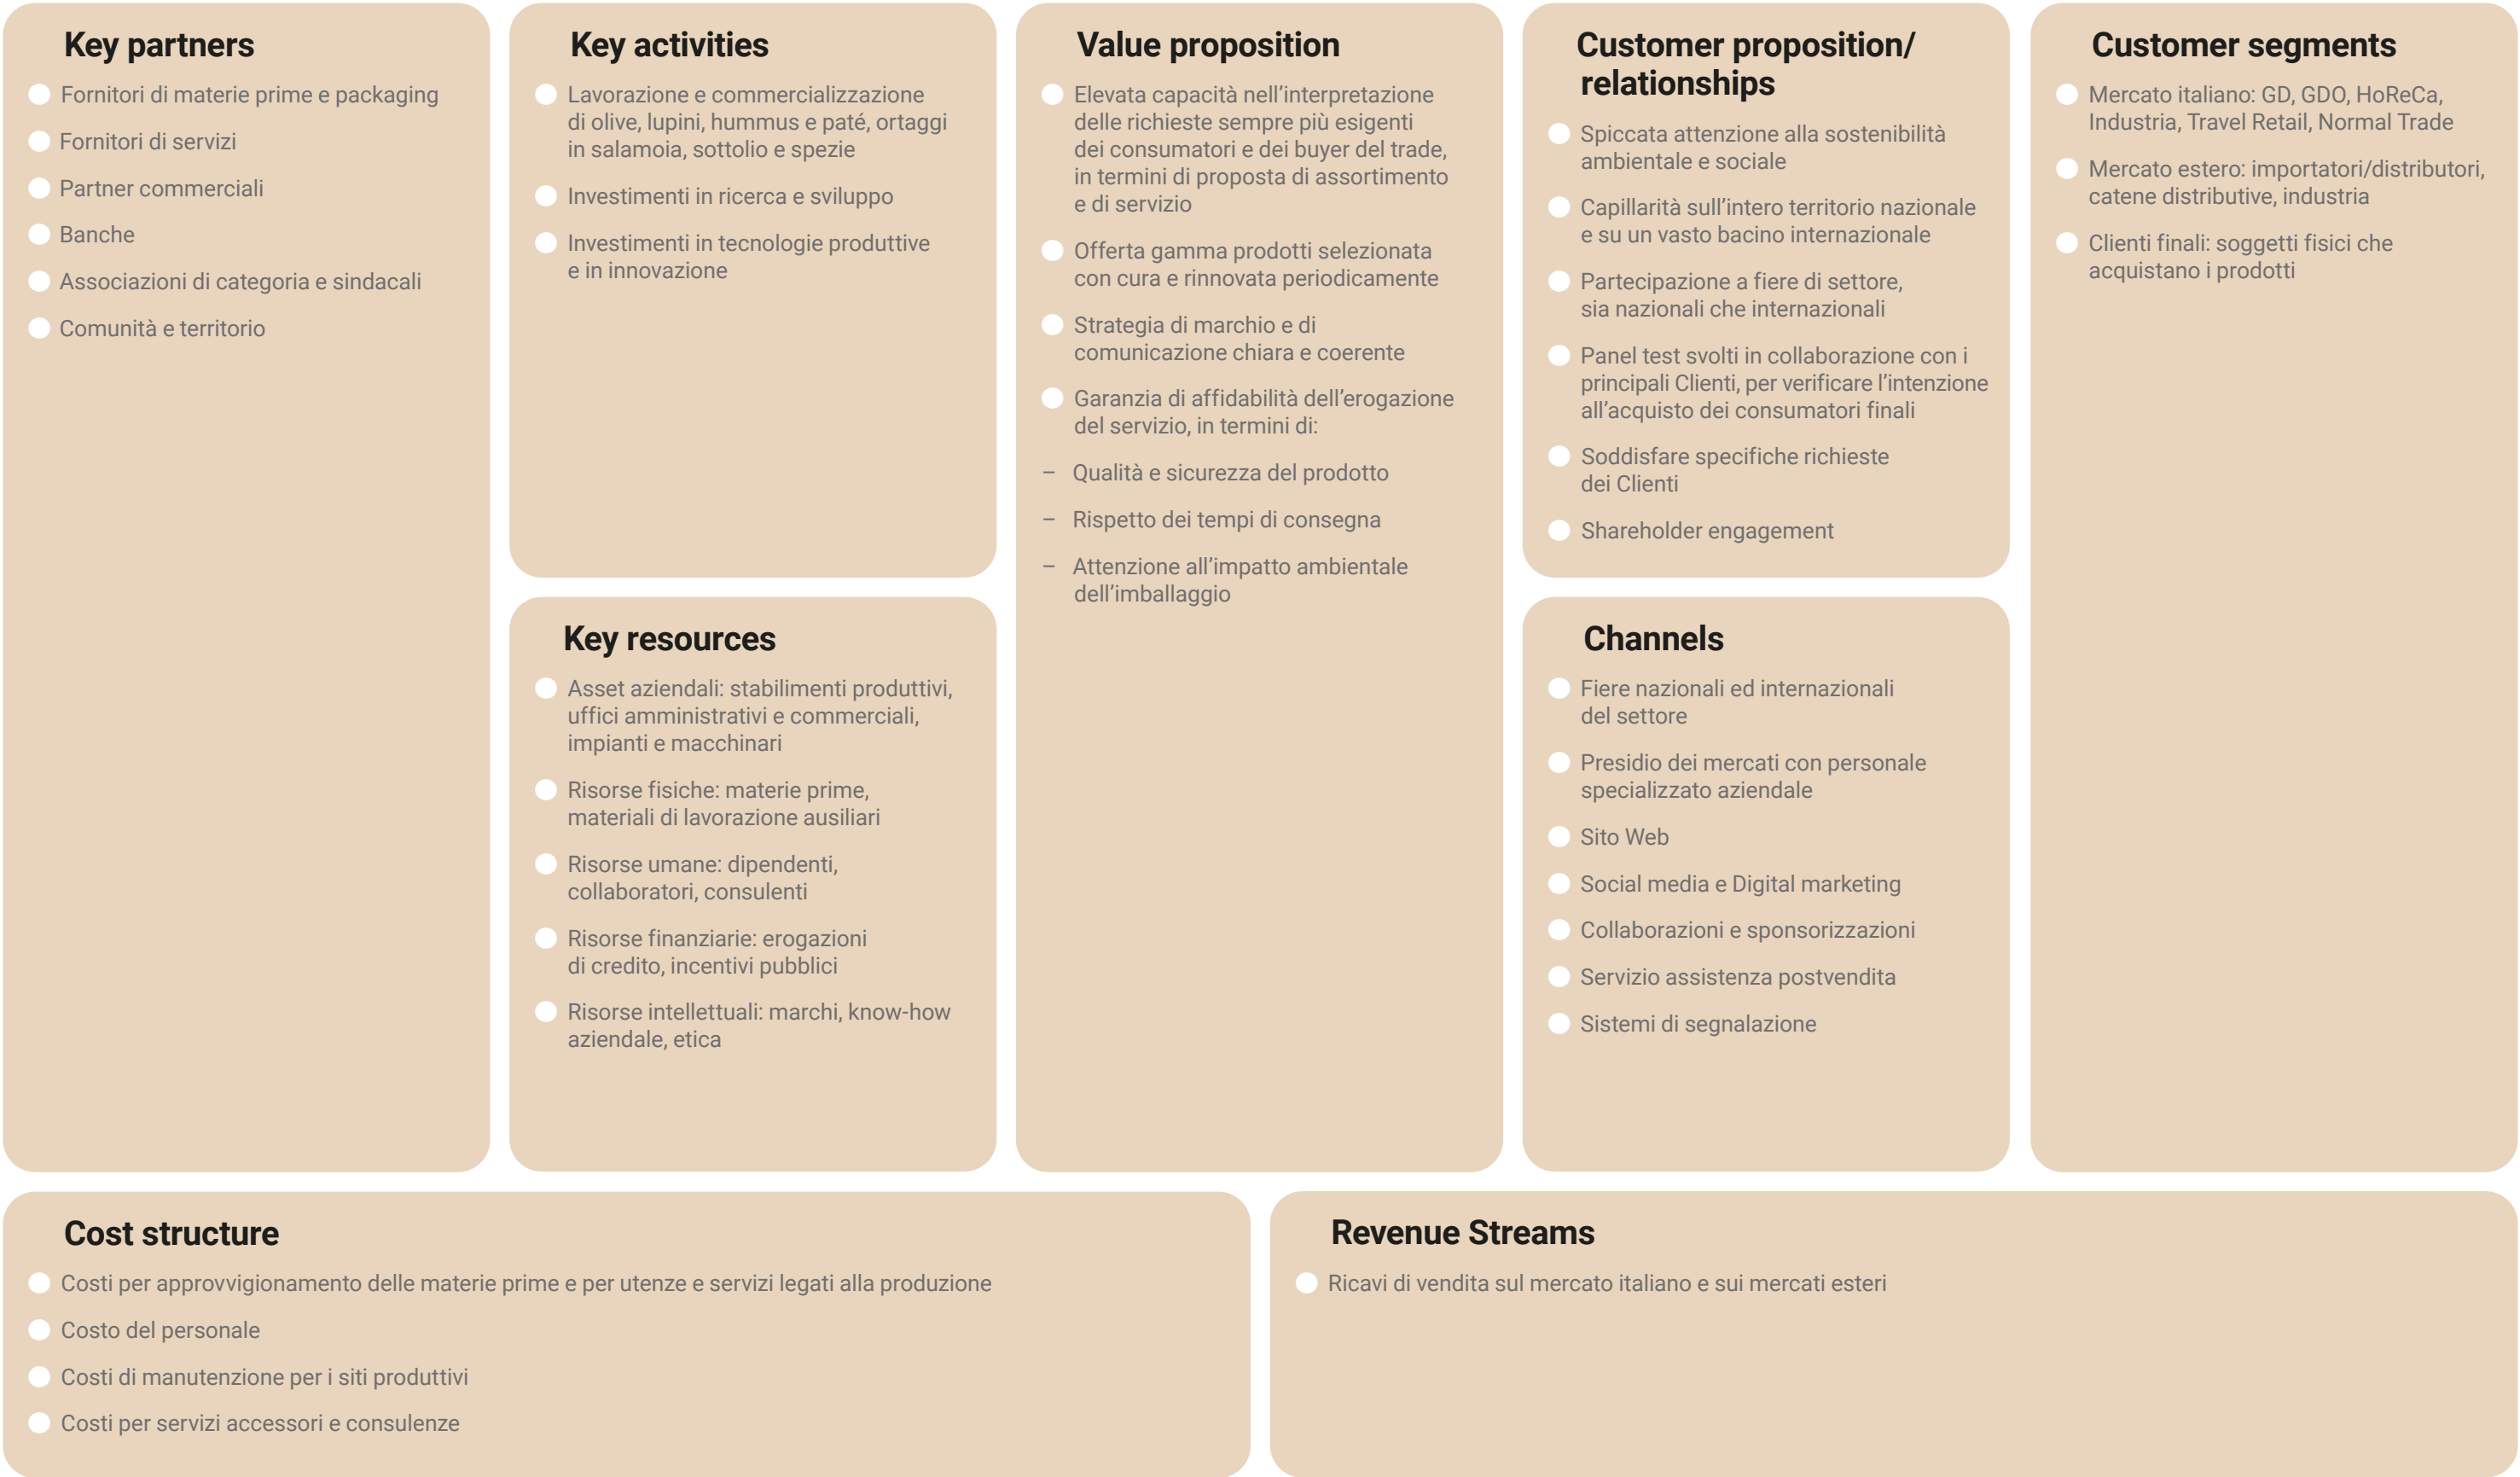 Key partners
Fornitori di materie prime e packaging
Fornitori di servizi
Partner commerciali
Banche
Associazioni di categoria e sindacali
Comunità e territorio
Key activities
Lavorazione e commercializzazione
di olive, lupini, hummus e paté, ortaggi
in salamoia, sottolio e spezie
Investimenti in ricerca e sviluppo
Investimenti in tecnologie produttive
e in innovazione
Key resources
Asset aziendali: stabilimenti produttivi,
uffici amministrativi e commerciali,
impianti e macchinari
Risorse fisiche: materie prime,
materiali di lavorazione ausiliari
Risorse umane: dipendenti,
collaboratori, consulenti
Risorse finanziarie: erogazioni
di credito, incentivi pubblici
Risorse intellettuali: marchi, know-how
aziendale, etica
Value proposition
Elevata capacità nell’interpretazione
delle richieste sempre più esigenti
dei consumatori e dei buyer del trade,
in termini di proposta di assortimento
e di servizio
Offerta gamma prodotti selezionata
con cura e rinnovata periodicamente
Strategia di marchio e di
comunicazione chiara e coerente
Garanzia di affidabilità dell’erogazione
del servizio, in termini di:
– Qualità e sicurezza del prodotto
– Rispetto dei tempi di consegna
– Attenzione all’impatto ambientale
dell’imballaggio
Customer proposition/
relationships
Spiccata attenzione alla sostenibilità
ambientale e sociale
Capillarità sull’intero territorio nazionale
e su un vasto bacino internazionale
Partecipazione a fiere di settore,
sia nazionali che internazionali
Panel test svolti in collaborazione con i
principali Clienti, per verificare l’intenzione
all’acquisto dei consumatori finali
Soddisfare specifiche richieste
dei Clienti
Shareholder engagement
Channels
Fiere nazionali ed internazionali
del settore
Presidio dei mercati con personale
specializzato aziendale
Sito Web
Social media e Digital marketing
Collaborazioni e sponsorizzazioni
Servizio assistenza postvendita
Sistemi di segnalazione
Customer segments
Mercato italiano: GD, GDO, HoReCa,
Industria, Travel Retail, Normal Trade
Mercato estero: importatori/distributori,
catene distributive, industria
Clienti finali: soggetti fisici che
acquistano i prodotti
Cost structure
Costi per approvvigionamento delle materie prime e per utenze e servizi legati alla produzione
Costo del personale
Costi di manutenzione per i siti produttivi
Costi per servizi accessori e consulenze
Revenue Streams
Ricavi di vendita sul mercato italiano e sui mercati esteri